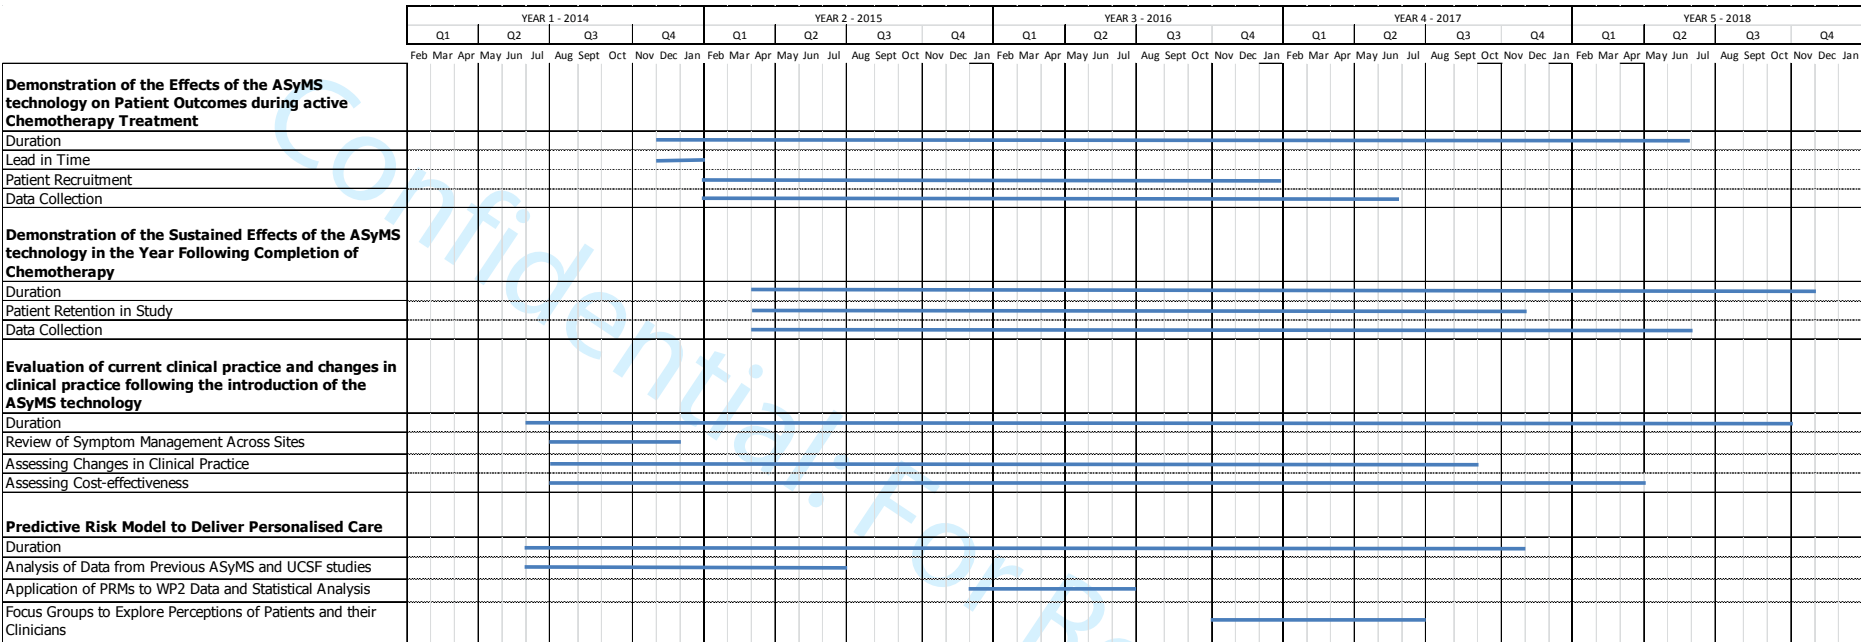 YEAR 1 - 2014 YEAR 2 - 2015 YEAR 3 - 2016 YEAR 4 - 2017 YEAR 5 - 2018
Q1 Q2 Q3 Q4 Q1 Q2 Q3 Q4 Q1 Q2 Q3 Q4 Q1 Q2 Q3 Q4 Q1 Q2 Q3 Q4
Feb Mar Apr May Jun Jul Aug Sept Oct Nov Dec Jan Feb Mar Apr May Jun Jul Aug Sept Oct Nov Dec Jan Feb Mar Apr May Jun Jul Aug Sept Oct Nov Dec Jan Feb Mar Apr May Jun Jul Aug Sept Oct Nov Dec Jan Feb Mar Apr May Jun Jul Aug Sept Oct Nov Dec Jan
Demonstration of the Effects of the ASyMS
technology on Patient Outcomes during active
Chemotherapy Treatment
Duration
Lead in Time
Patient Recruitment
Data Collection
Demonstration of the Sustained Effects of the ASyMS
technology in the Year Following Completion of
Chemotherapy
Duration
Patient Retention in Study
Data Collection
Evaluation of current clinical practice and changes in
clinical practice following the introduction of the
ASyMS technology
Duration
Review of Symptom Management Across Sites
Assessing Changes in Clinical Practice
Assessing Cost-effectiveness
Predictive Risk Model to Deliver Personalised Care
Duration
Analysis of Data from Previous ASyMS and UCSF studies
Application of PRMs to WP2 Data and Statistical Analysis
Focus Groups to Explore Perceptions of Patients and their
Clinicians
Confidential: For